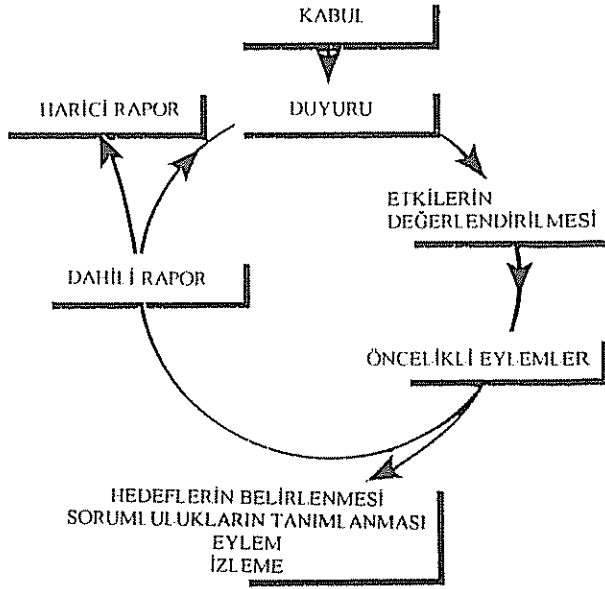 KABUL
HARİCİ RAPOR
DUYURU
ETKİLERİN
DEĞERLENDİRİLMESİ
DAHİLİ RAPOR
ÖNCELİKLİ EYLEMLER
HEDEFLERİN BELİRLENMESİ
SORUMLULUKLARIN TANIMLANMASI
EYLEM
İZLEME